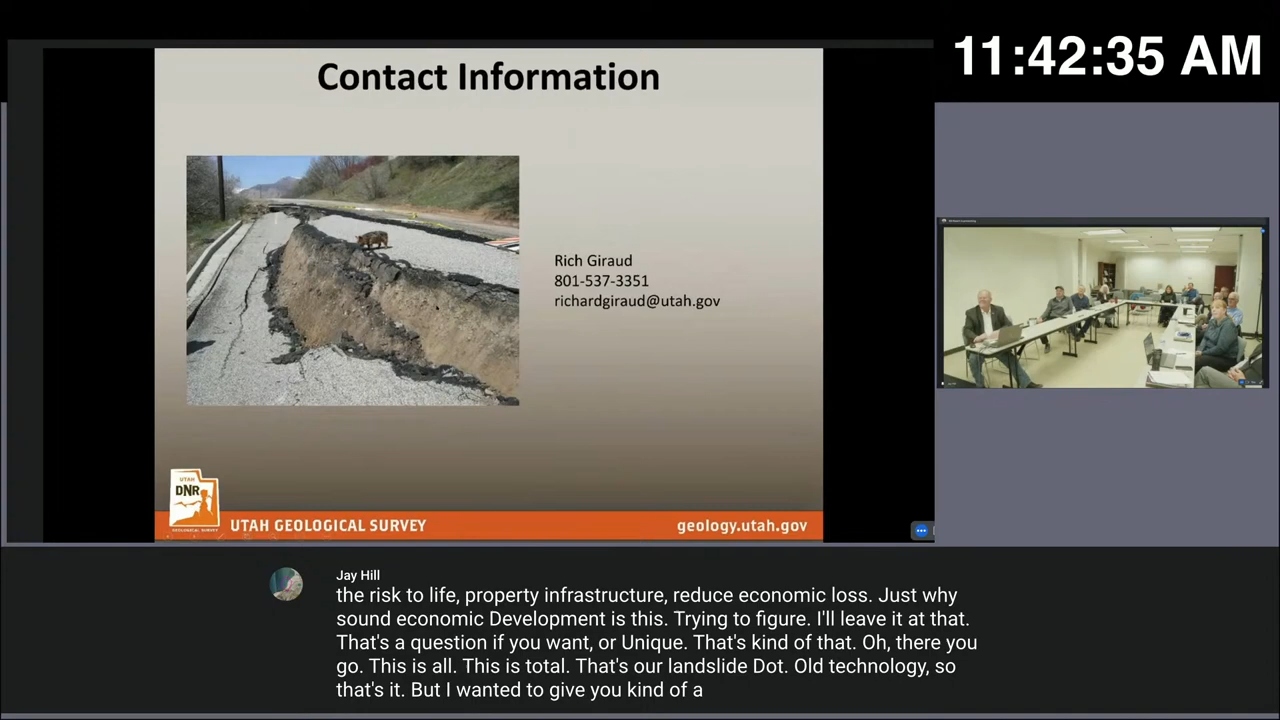 11:42:35 AM
Contact Information
Rich Giraud
801-537-3351
richardgiraud@utah.gov
UTAH
DNR
GEOLOGICAL SURVEY
UTAH GEOLOGICAL SURVEY
geology.utah.gov
Jay Hill
the risk to life, property infrastructure, reduce economic loss. Just why
sound economic Development is this. Trying to figure. I'll leave it at that.
That's a question if you want, or Unique. That's kind of that. Oh, there you
go. This is all. This is total. That's our landslide Dot. Old technology, so
that's it. But I wanted to give you kind of a